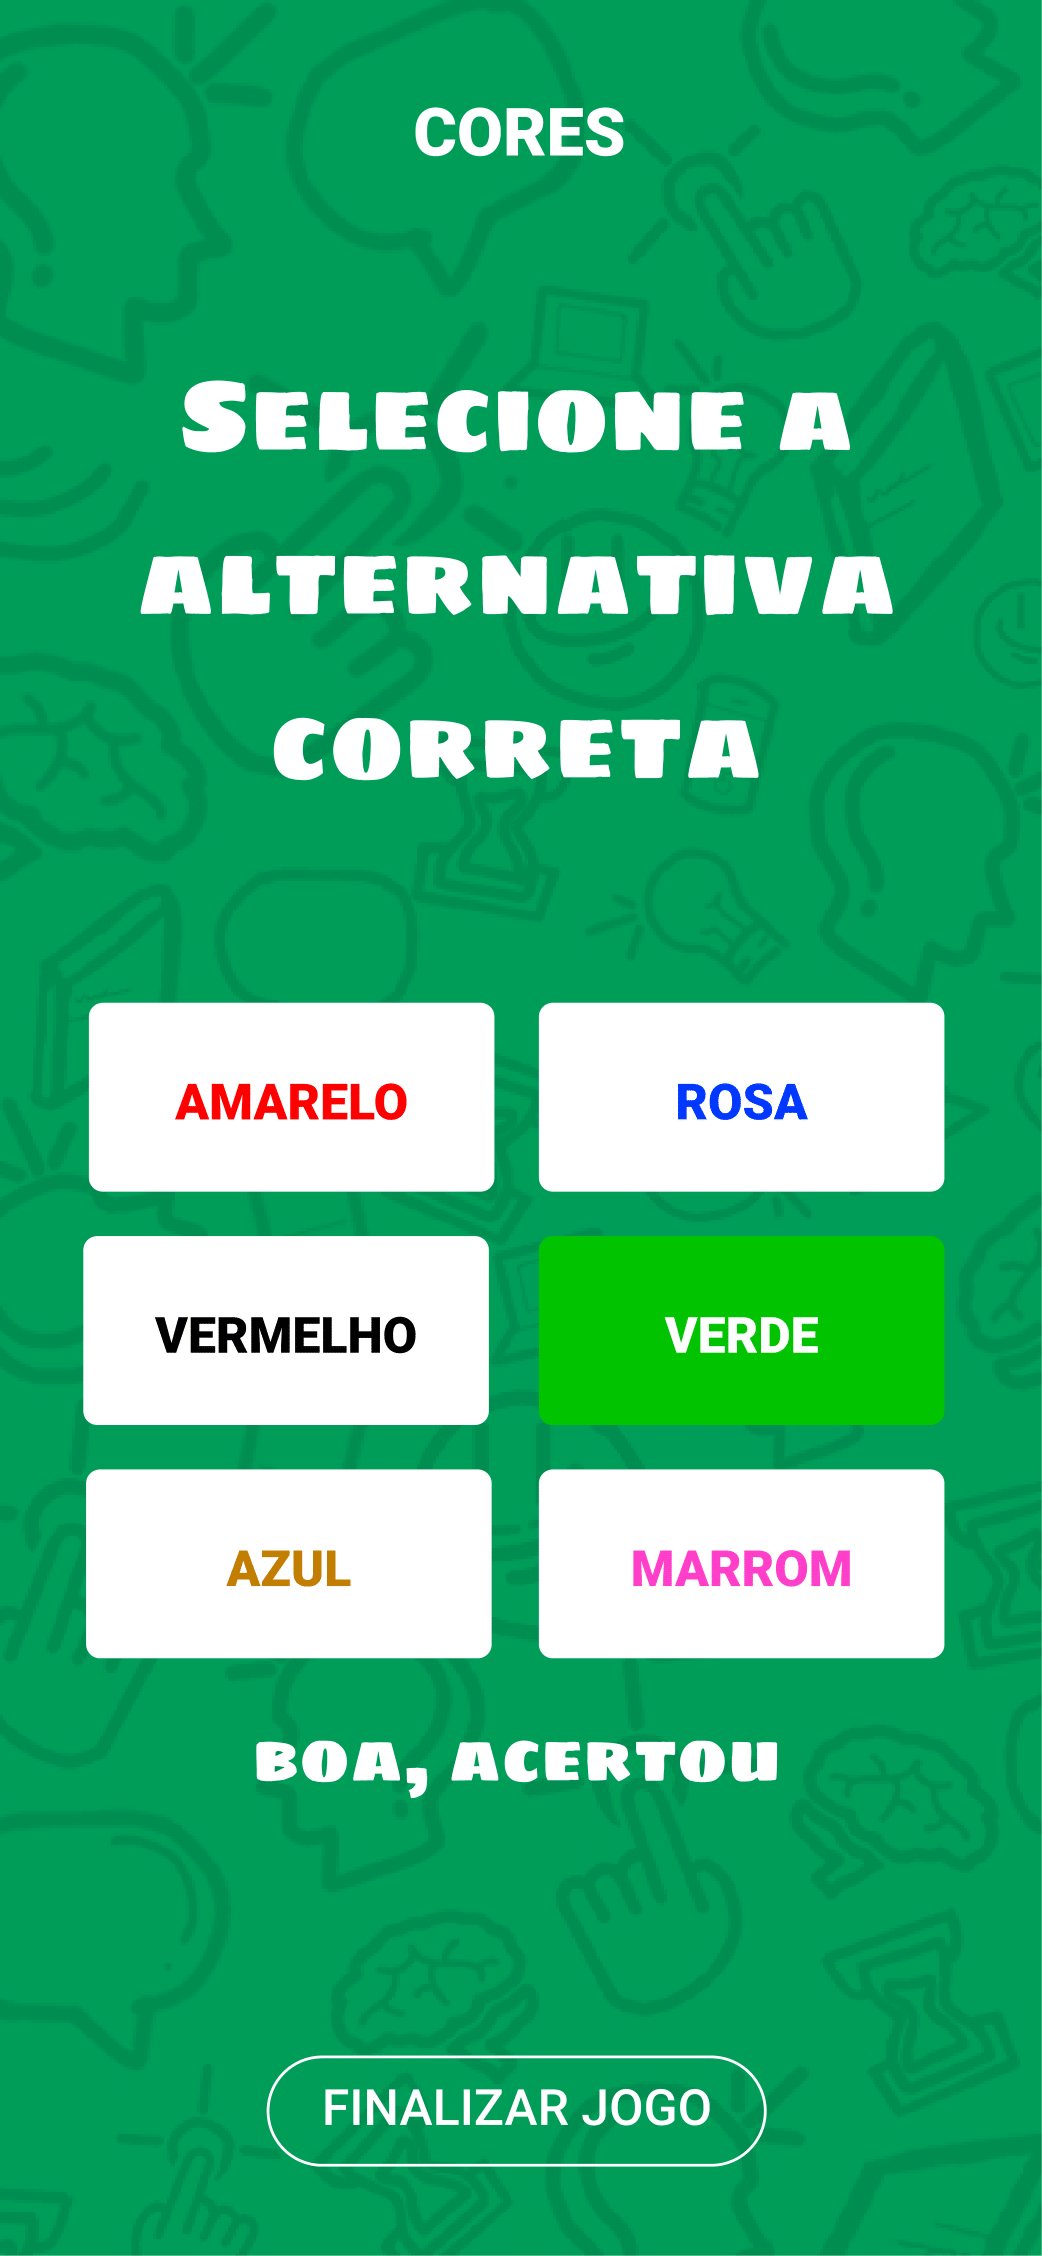 CORES
Selecione a
alternativa
correta
AMARELO
ROSA
VERMELHO
VERDE
AZUL
MARROM
boa, acertou
FINALIZAR JOGO